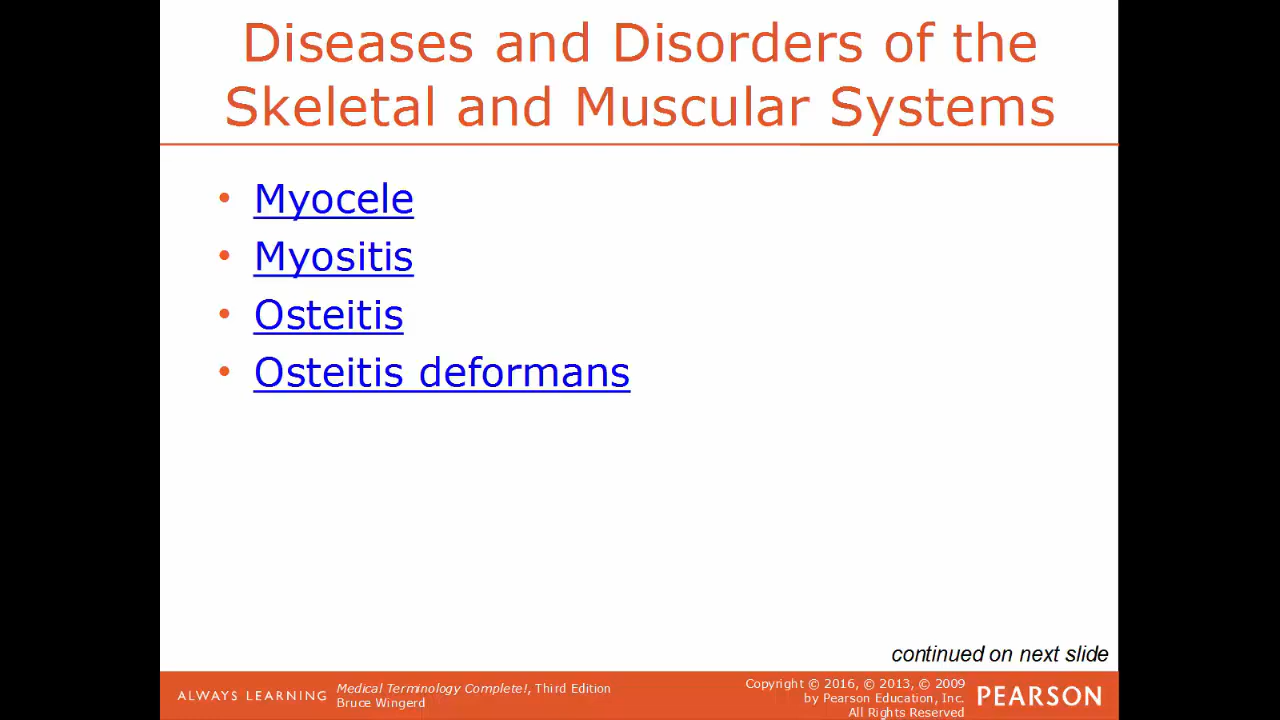 Diseases and Disorders of the
Skeletal and Muscular Systems
• Myocele
• Myositis
• Osteitis
• Osteitis deformans
continued on next slide
ALWAYS LEARNING
Medical Terminology Complete!, Third Edition
Bruce Wingerd
Copyright © 2016, © 2013, © 2009
by Pearson Education, Inc.
All Rights Reserved
PEARSON